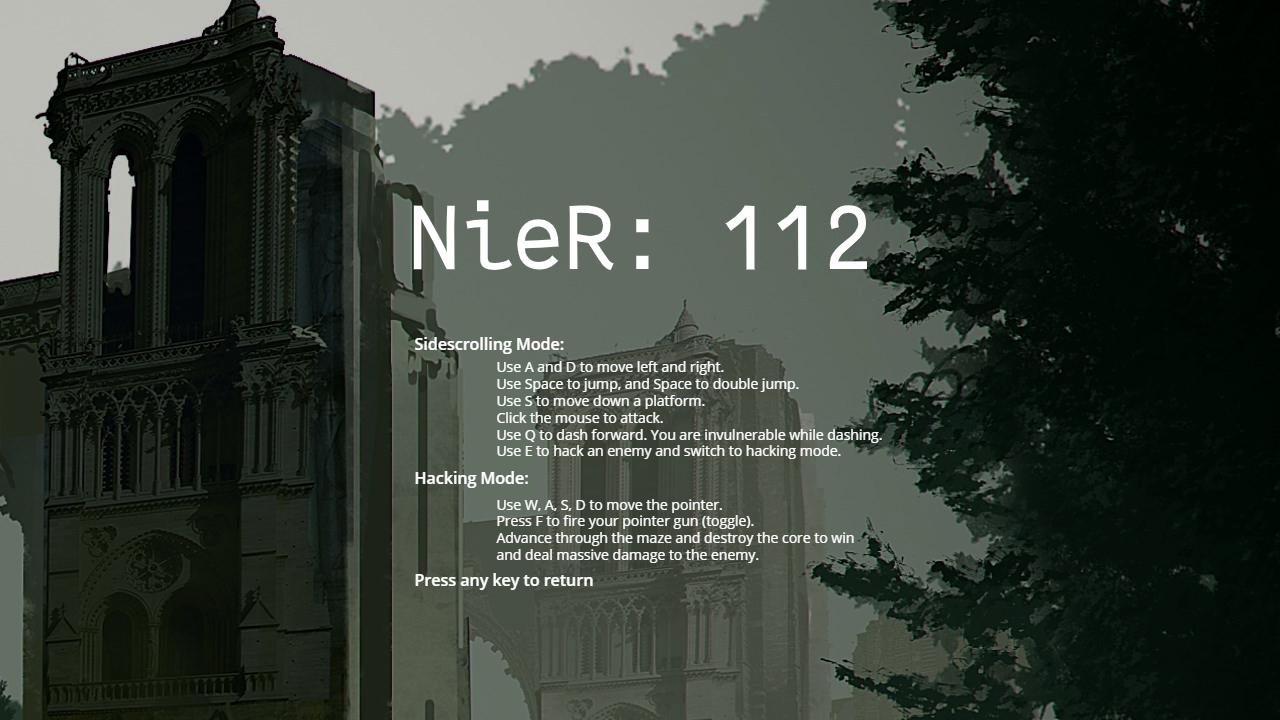 NieR: 112
Sidescrolling Mode:
Use A and D to move left and right.
Use Space to jump, and Space to double jump.
Use S to move down a platform.
Click the mouse to attack.
Use Q to dash forward. You are invulnerable while dashing.
Use E to hack an enemy and switch to hacking mode.
Hacking Mode:
Use W, A, S, D to move the pointer.
Press F to fire your pointer gun (toggle).
Advance through the maze and destroy the core to win
and deal massive damage to the enemy.
Press any key to return